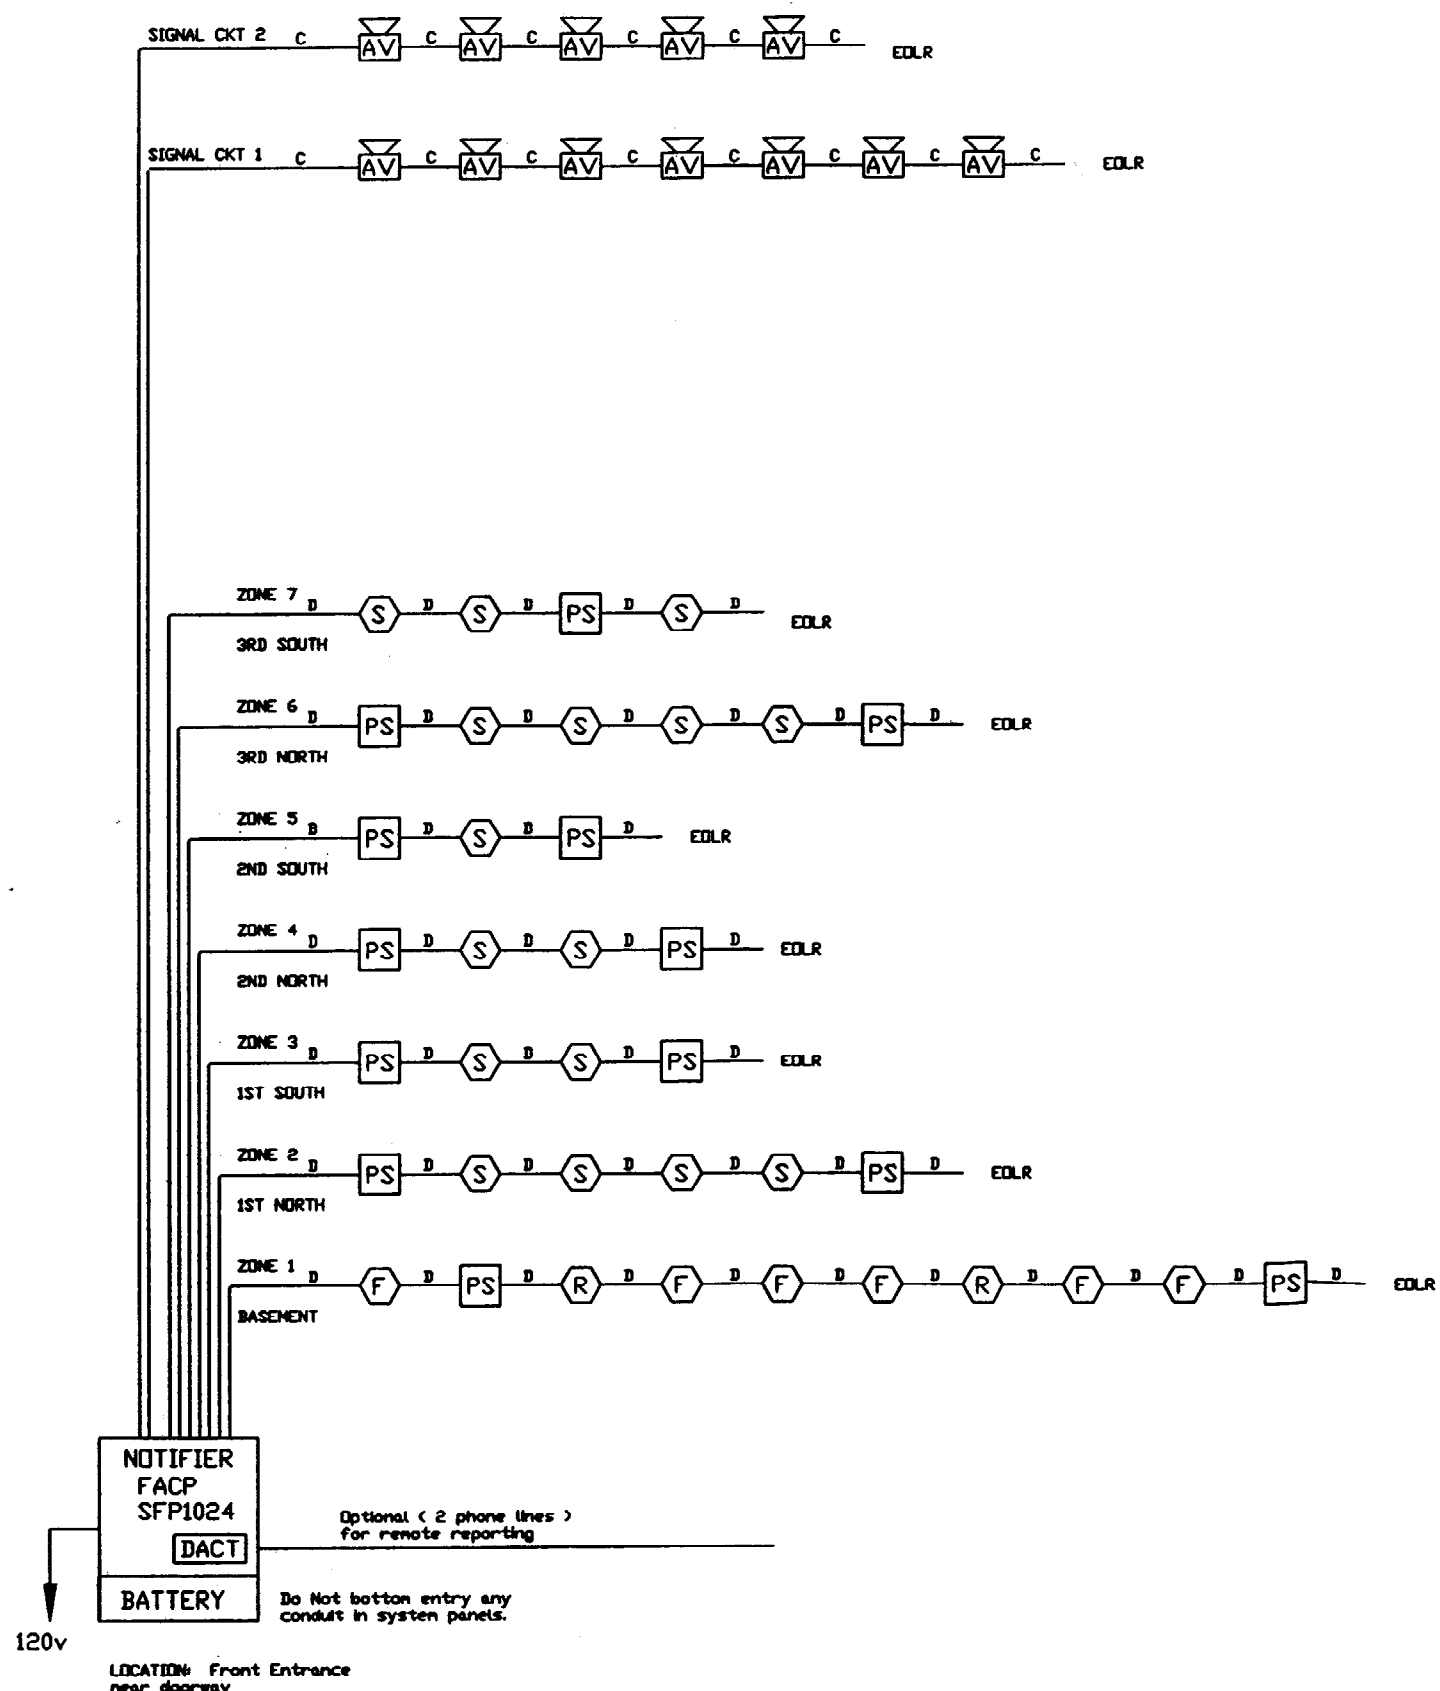 SIGNAL CKT 2 C AV C AV C AV C AV C AV C EOLR
SIGNAL CKT 1 C AV C AV C AV C AV C AV C AV C AV C EOLR
ZONE 7 D S D S D PS D S D EOLR
3RD SOUTH
ZONE 6 D PS D S D S D S D S D PS D EOLR
3RD NORTH
ZONE 5 D PS D S D PS D EOLR
2ND SOUTH
ZONE 4 D PS D S D S D PS D EOLR
2ND NORTH
ZONE 3 D PS D S D S D PS D EOLR
1ST SOUTH
ZONE 2 D PS D S D S D S D S D PS D EOLR
1ST NORTH
ZONE 1 D F D PS D R D F D F D F D R D F D F D PS D EOLR
BASEMENT
NOTIFIER
FACP
SFP1024
DACT
BATTERY
120v
Optional ( 2 phone lines )
for remote reporting
Do Not bottom entry any
conduit in system panels.
LOCATION: Front Entrance
near doorway